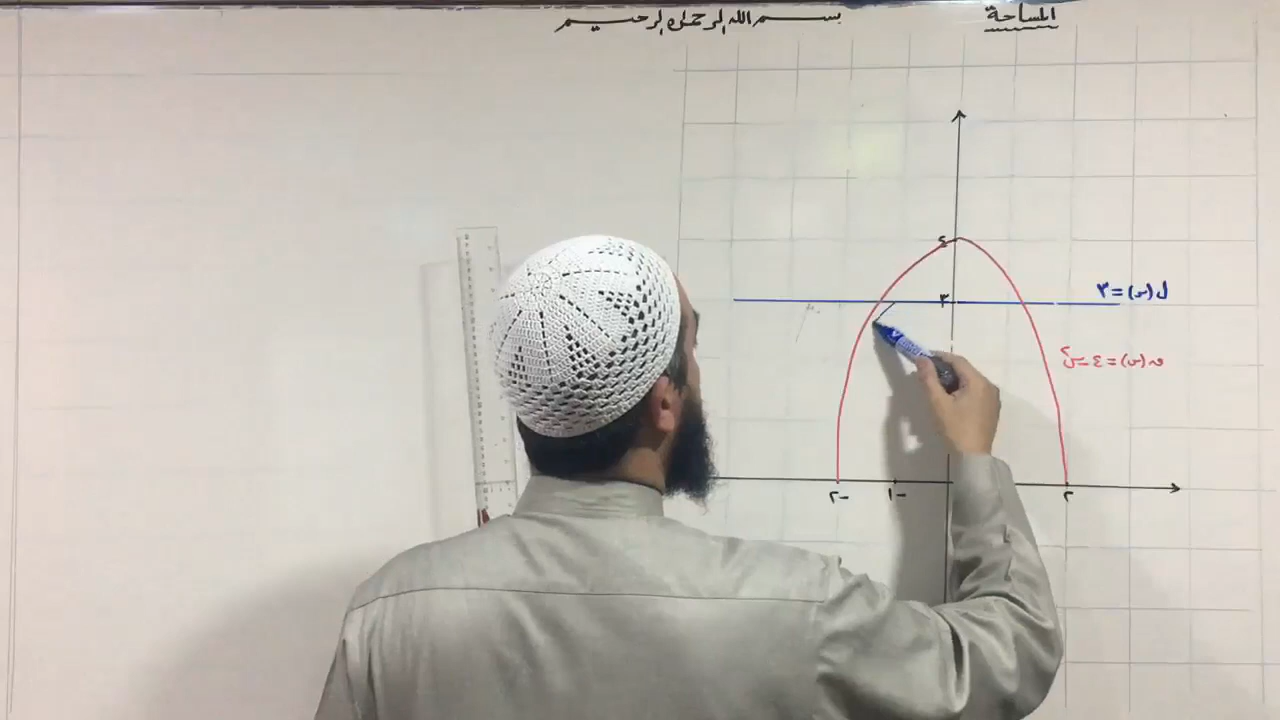 المساحة
بسم الله الرحمن الرحيم
٤
ل(س) = ٣
٣
ق(س) = ٤ - س٢
-٢
-١
٢